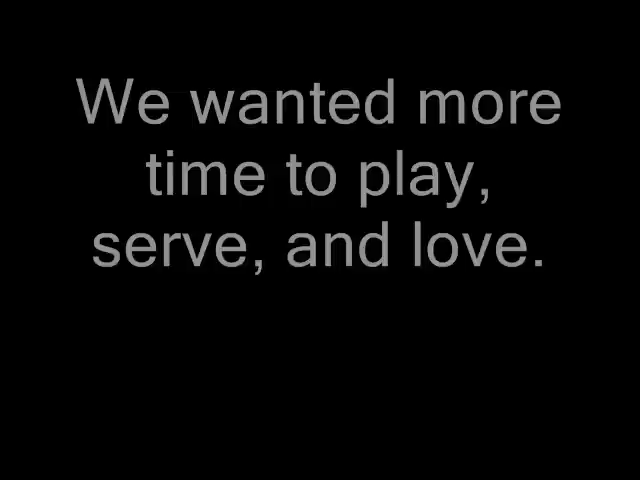 We wanted more
time to play,
serve, and love.